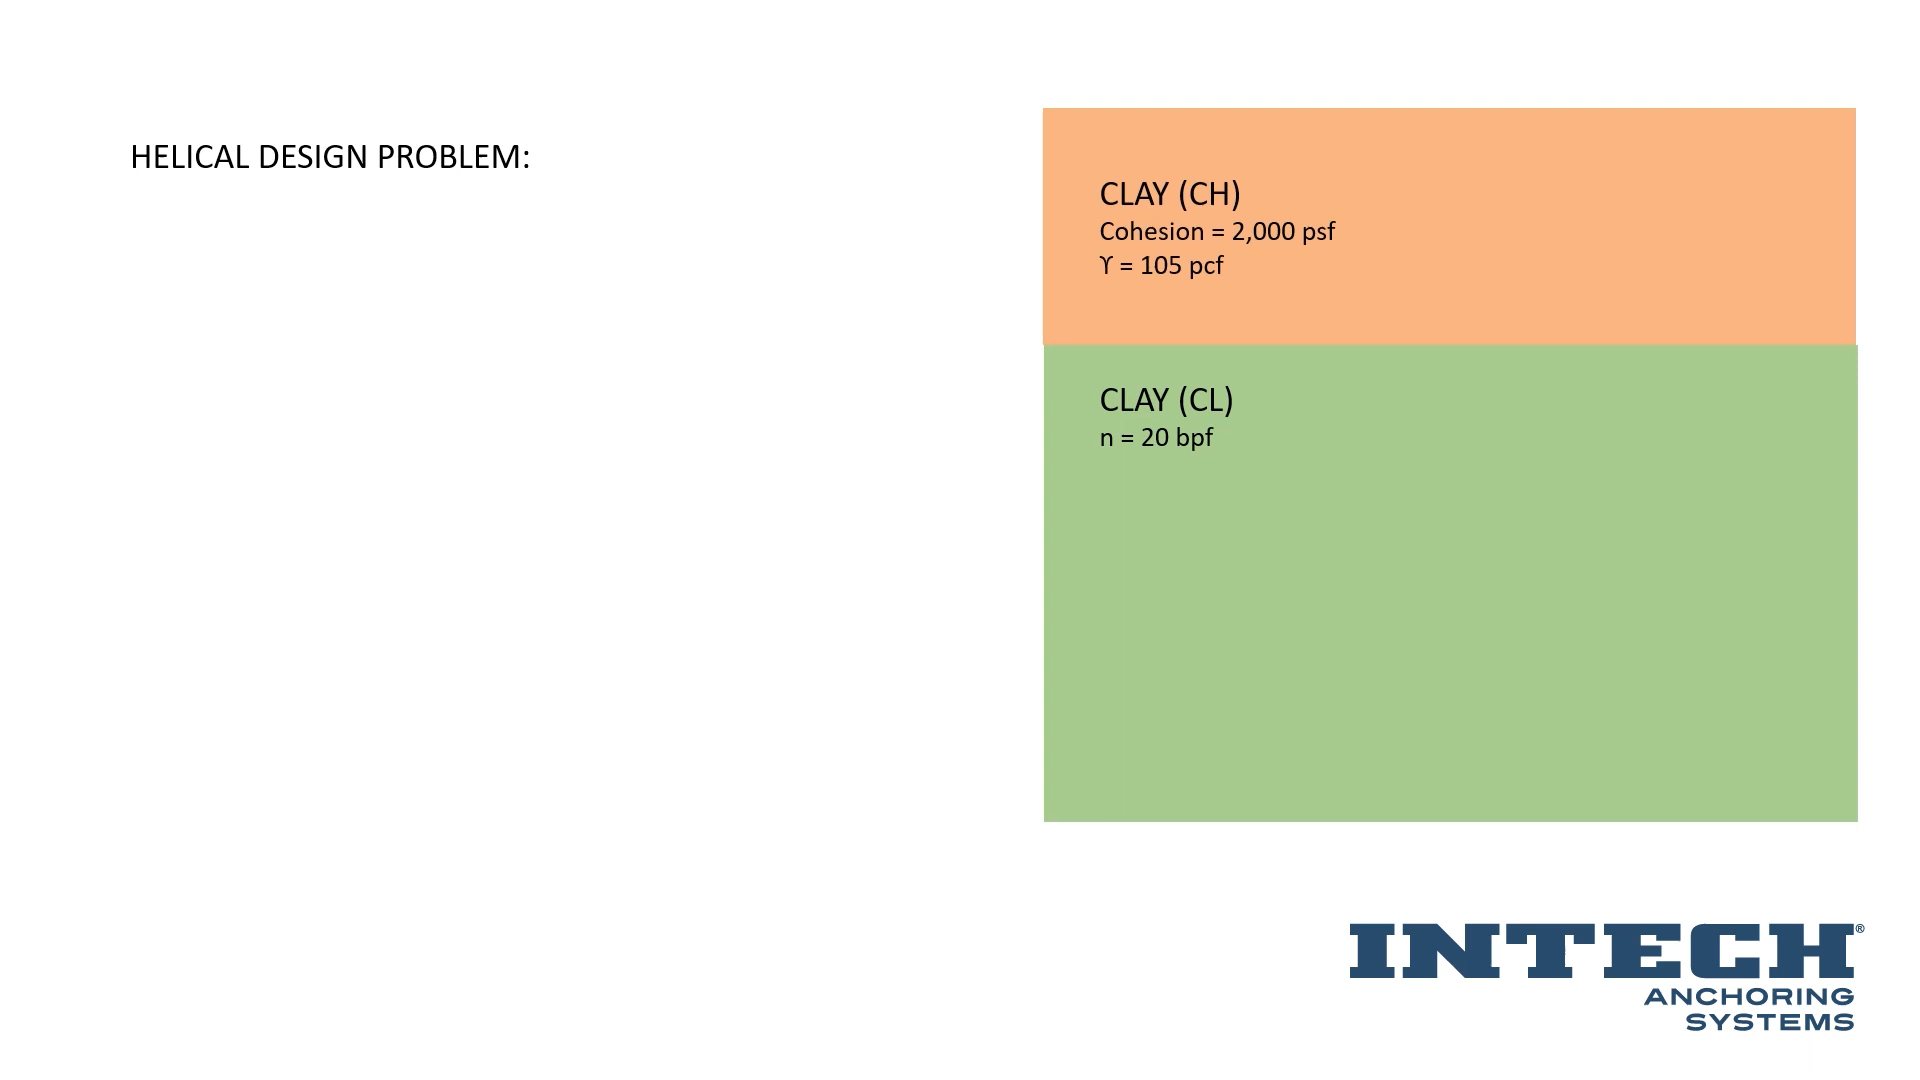 HELICAL DESIGN PROBLEM:
CLAY (CH)
Cohesion = 2,000 psf
ϒ = 105 pcf
CLAY (CL)
n = 20 bpf
INTECH®
ANCHORING
SYSTEMS